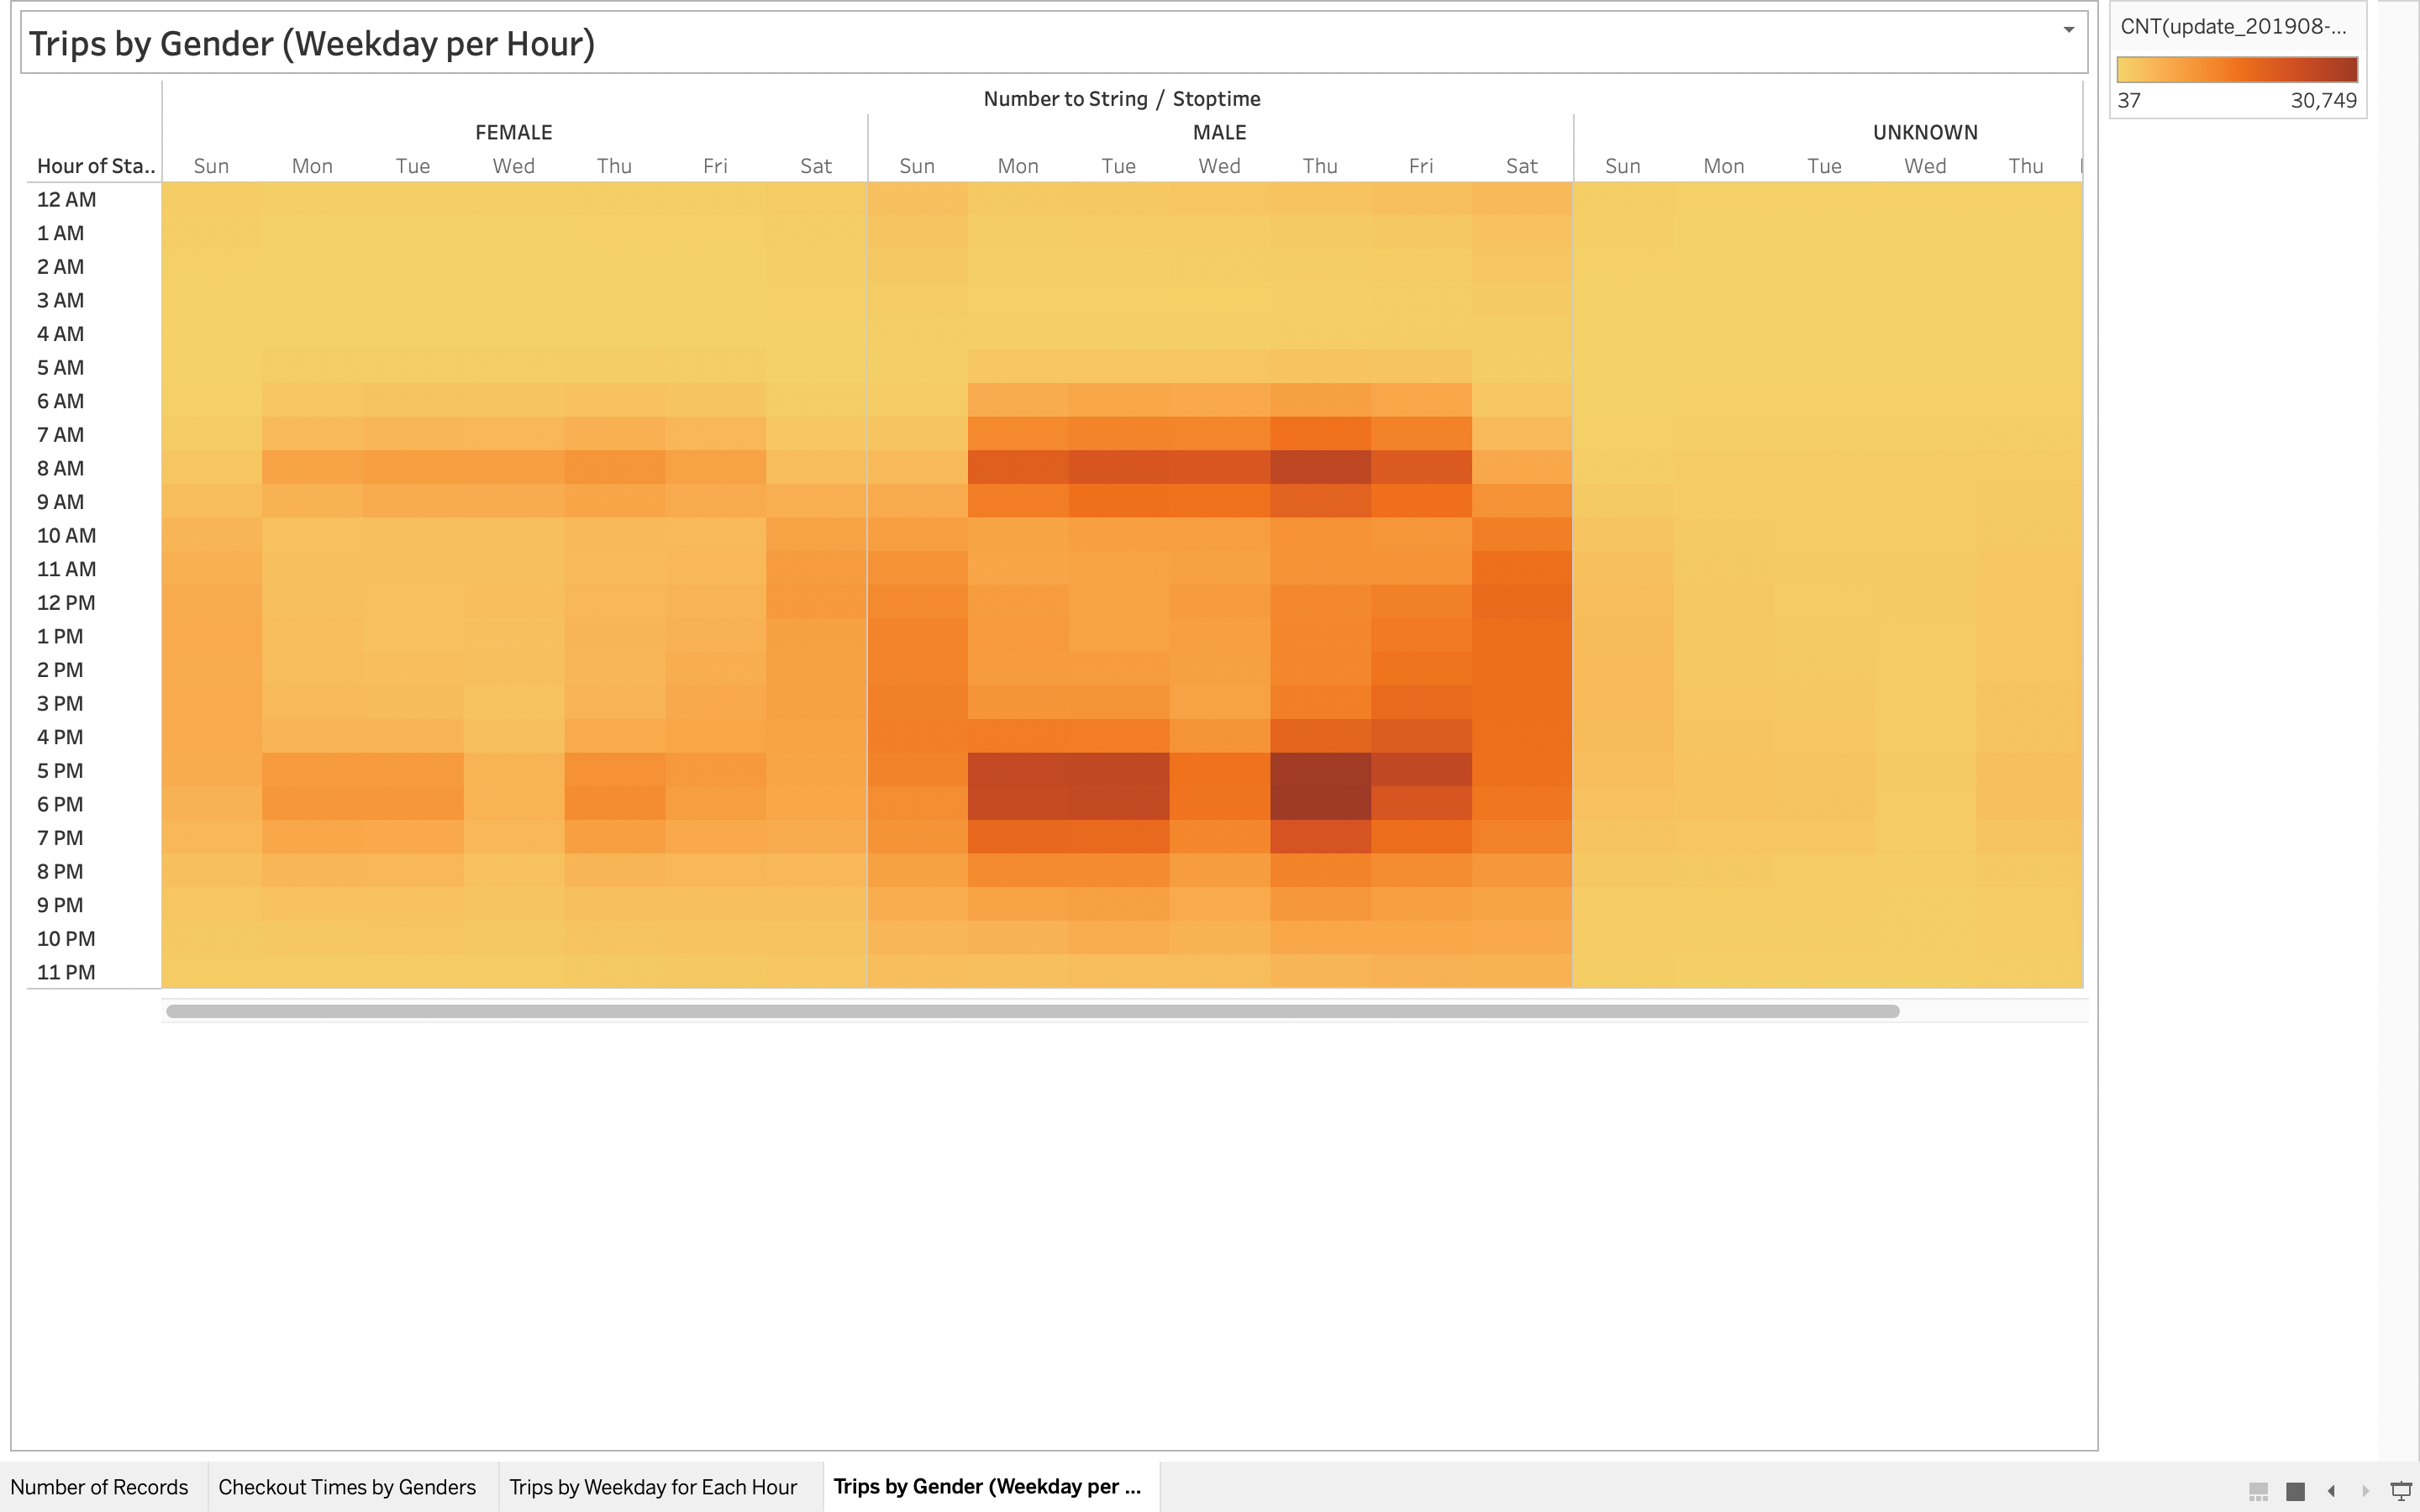 Trips by Gender (Weekday per Hour)
CNT(update_201908-...
37 30,749
Number to String / Stoptime
FEMALE MALE UNKNOWN
Hour of Sta.. Sun Mon Tue Wed Thu Fri Sat Sun Mon Tue Wed Thu Fri Sat Sun Mon Tue Wed Thu
12 AM
1 AM
2 AM
3 AM
4 AM
5 AM
6 AM
7 AM
8 AM
9 AM
10 AM
11 AM
12 PM
1 PM
2 PM
3 PM
4 PM
5 PM
6 PM
7 PM
8 PM
9 PM
10 PM
11 PM
Number of Records Checkout Times by Genders Trips by Weekday for Each Hour Trips by Gender (Weekday per ...